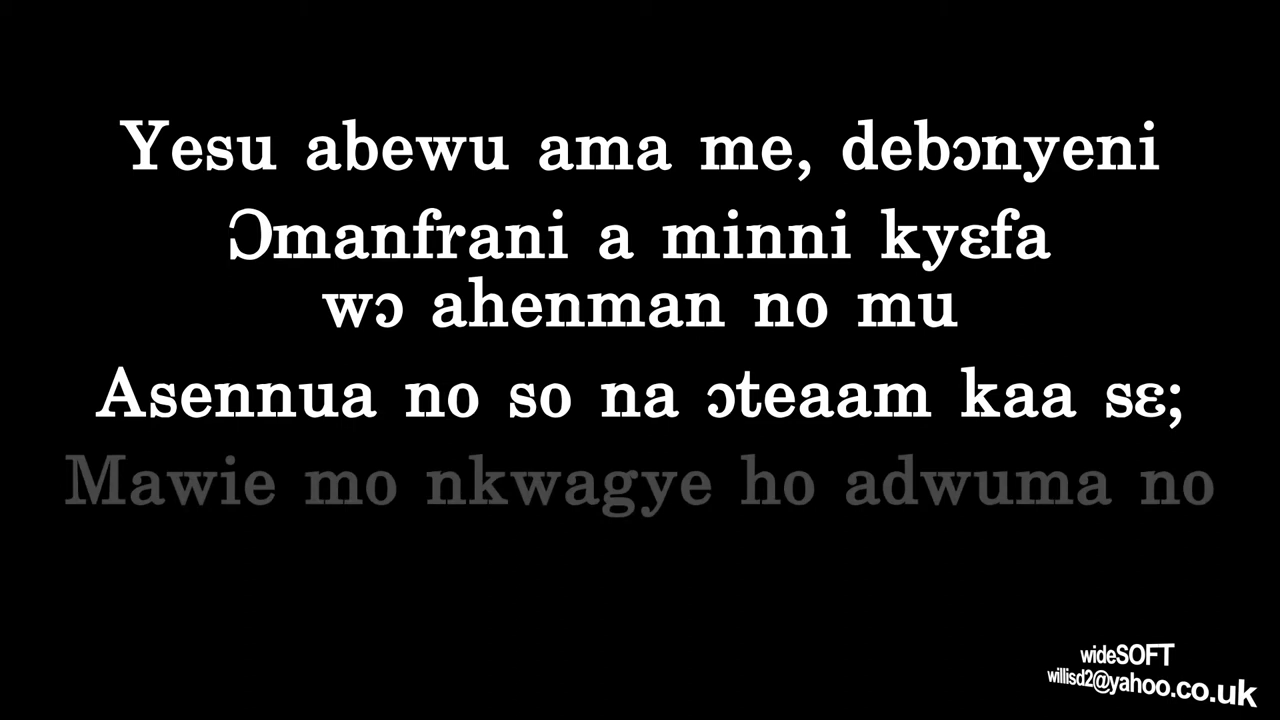 Yesu abewu ama me, debɔnyeni
Ɔmanfrani a minni kyɛfa
wɔ ahenman no mu
Asennua no so na ɔteaam kaa sɛ;
Mawie mo nkwagye ho adwuma no
wideSOFT
willisd2@yahoo.co.uk